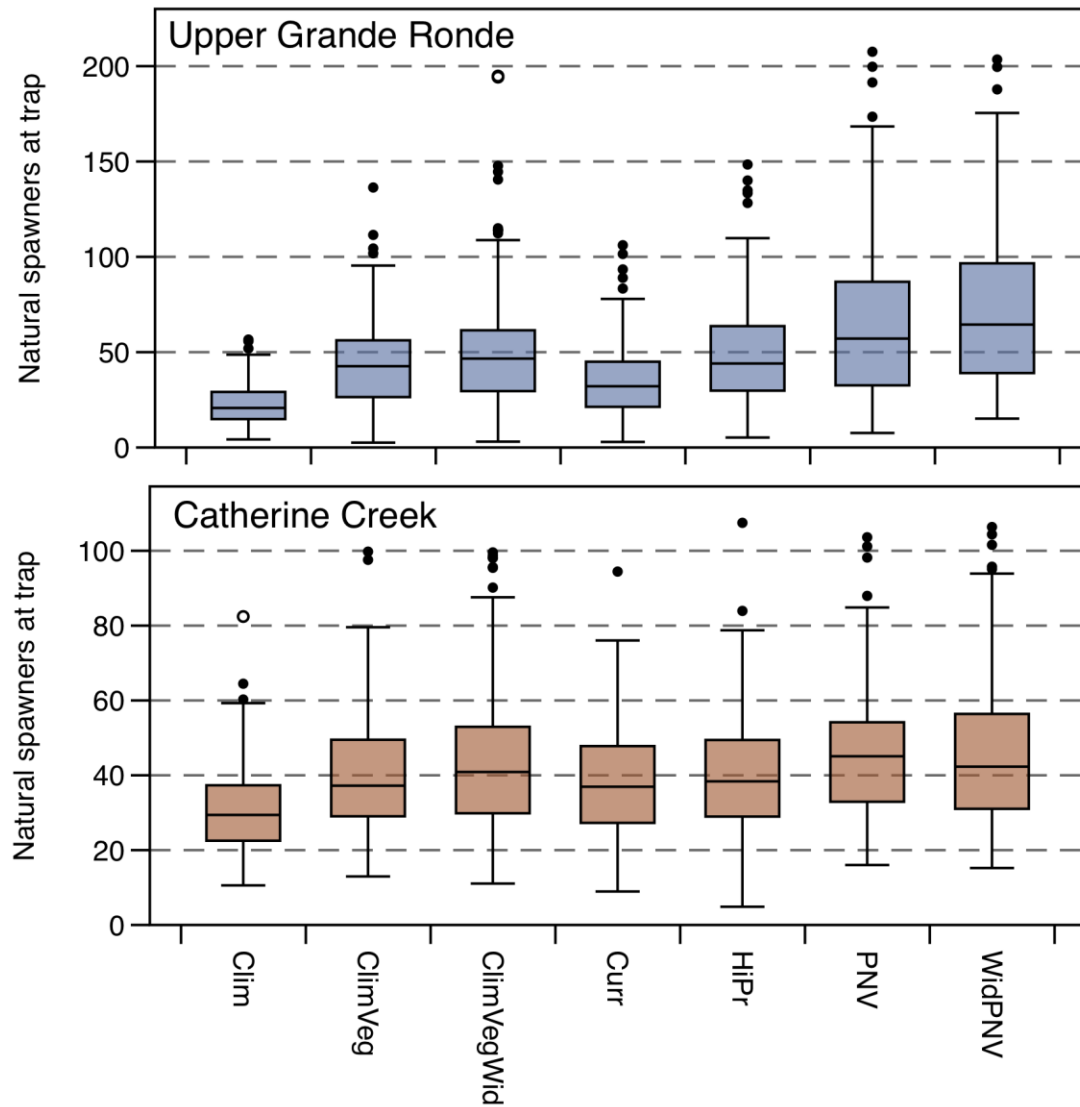 Upper Grande Ronde
Natural spawners at trap
200
150
100
50
0
Catherine Creek
Natural spawners at trap
100
80
60
40
20
0
Clim
ClimVeg
ClimVegWid
Curr
HiPr
PNV
WidPNV